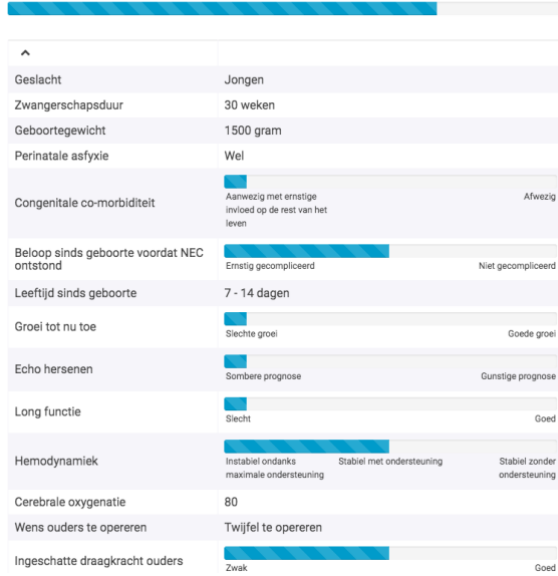 Geslacht Jongen
Zwangerschapsduur 30 weken
Geboortegewicht 1500 gram
Perinatale asfyxie Wel
Congenitale co-morbiditeit
Aanwezig met ernstige Afwezig
invloed op de rest van het
leven
Beloop sinds geboorte voordat NEC
ontstond
Ernstig gecompliceerd Niet gecompliceerd
Leeftijd sinds geboorte 7 - 14 dagen
Groei tot nu toe
Slechte groei Goede groei
Echo hersenen
Sombere prognose Gunstige prognose
Long functie
Slecht Goed
Hemodynamiek
Instabiel ondanks Stabiel met ondersteuning Stabiel zonder
maximale ondersteuning ondersteuning
Cerebrale oxygenatie 80
Wens ouders te opereren Twijfel te opereren
Ingeschatte draagkracht ouders
Zwak Goed